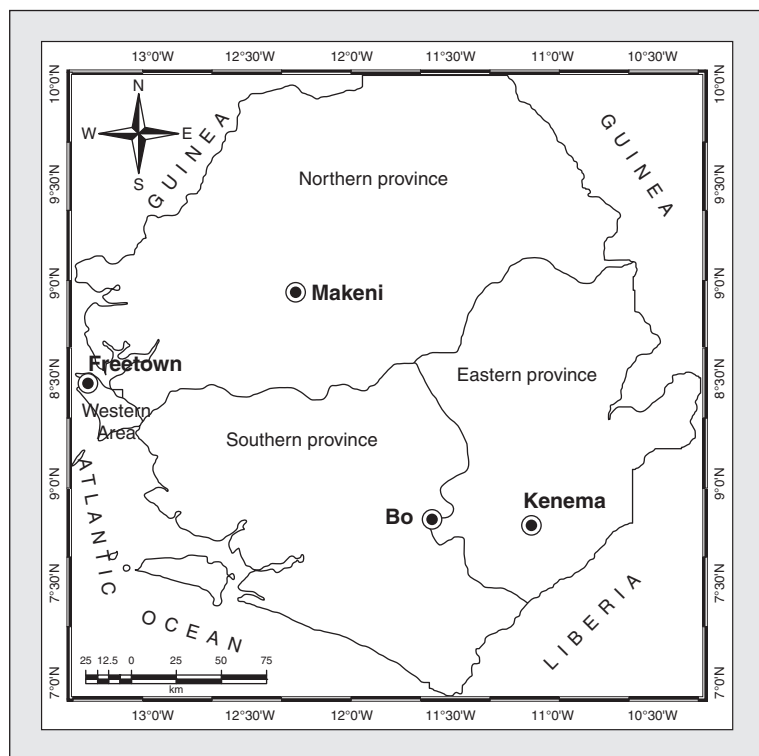 13°0'W 12°30'W 12°0'W 11°30'W 11°0'W 10°30'W
10°0'N 10°0'N
N
W E
S
GUINEA
GUINEA
Northern province
9°30'N 9°30'N
9°0'N 9°0'N
Makeni
Freetown
8°30'N 8°30'N
Eastern province
Western
Area
Southern province
ATLANTIC
OCEAN
9°0'N 9°0'N
Bo
Kenema
7°30'N 7°30'N
LIBERIA
25 12.5 0 25 50 75
km
7°0'N 7°0'N
13°0'W 12°30'W 12°0'W 11°30'W 11°0'W 10°30'W